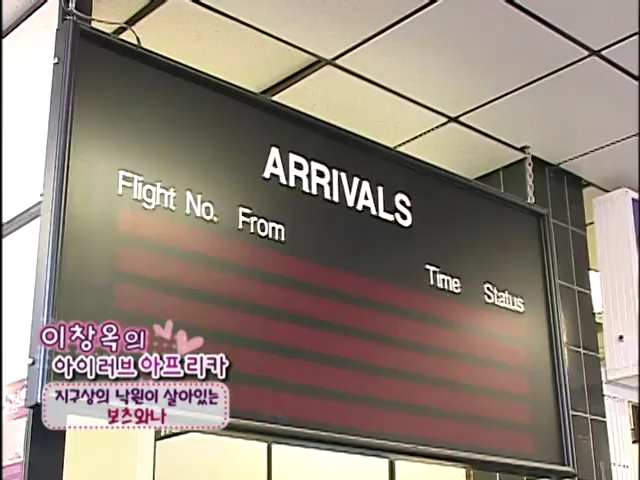 ARRIVALS
Flight No. From Time Status
이창옥의
아이러브 아프리카
지구상의 낙원이 살아있는
보츠와나